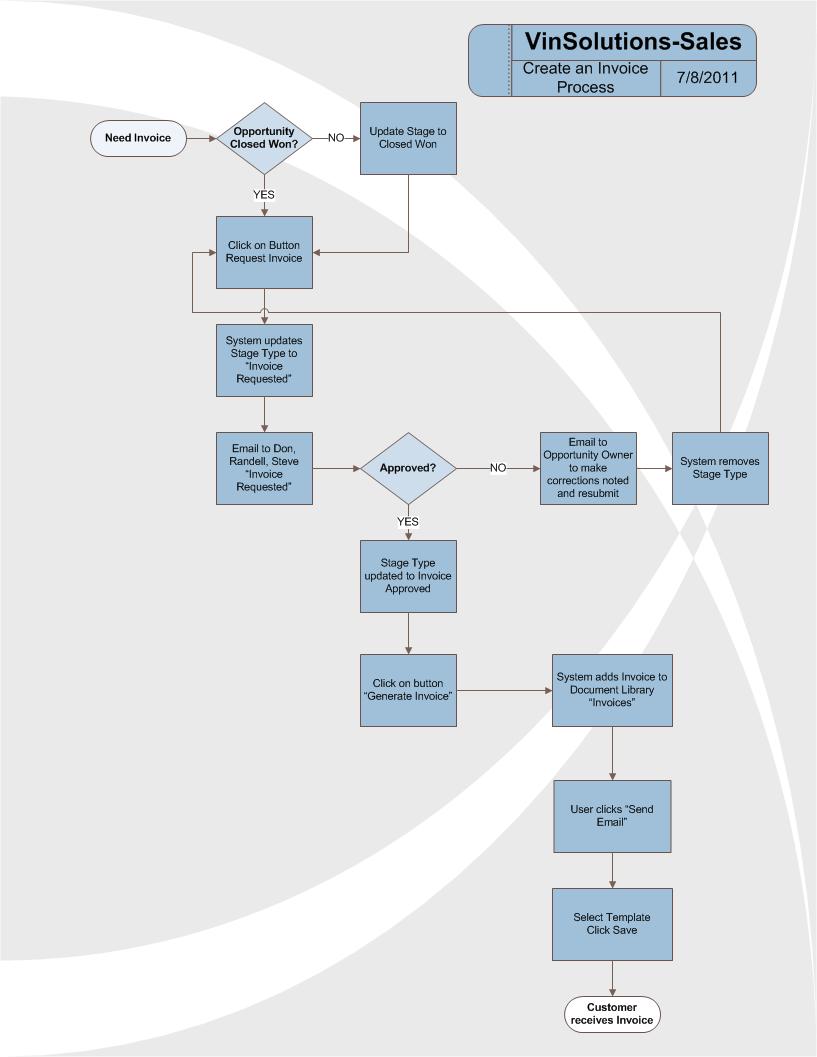 VinSolutions-Sales
Create an Invoice
Process
7/8/2011
Need Invoice
Opportunity
Closed Won?
NO
Update Stage to
Closed Won
YES
Click on Button
Request Invoice
System updates
Stage Type to
“Invoice
Requested”
Email to Don,
Randell, Steve
“Invoice
Requested”
Approved?
NO
Email to
Opportunity Owner
to make
corrections noted
and resubmit
System removes
Stage Type
YES
Stage Type
updated to Invoice
Approved
Click on button
“Generate Invoice”
System adds Invoice to
Document Library
“Invoices”
User clicks “Send
Email”
Select Template
Click Save
Customer
receives Invoice